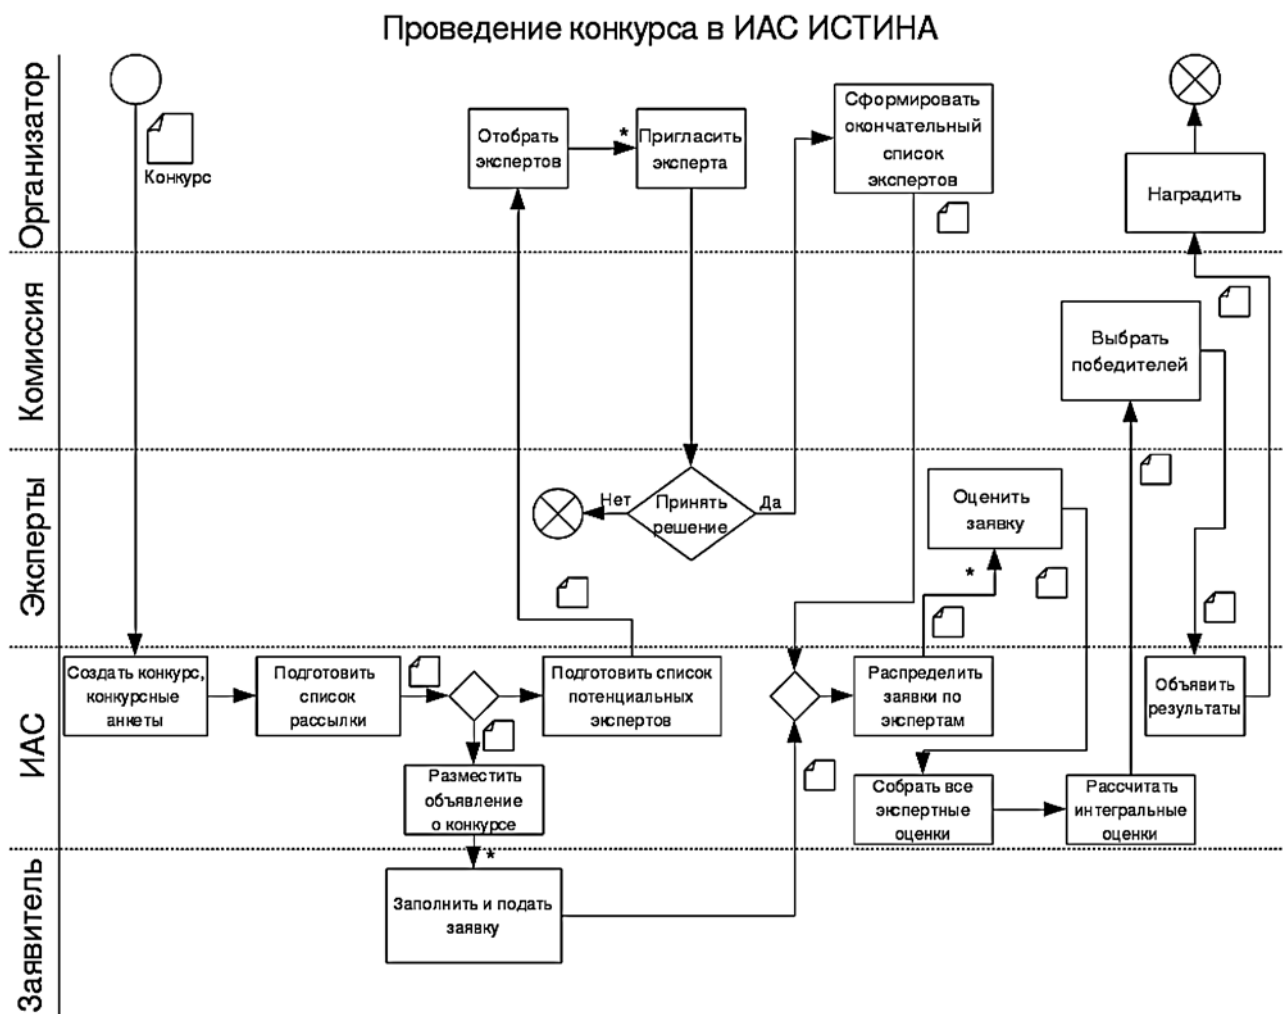 Проведение конкурса в ИАС ИСТИНА
Организатор
Конкурс
Отобрать
экспертов
*
Пригласить
эксперта
Сформировать
окончательный
список
экспертов
Наградить
Комиссия
Выбрать
победителей
Эксперты
Нет
Принять
решение
Да
Оценить
заявку
*
ИАС
Создать конкурс,
конкурсные
анкеты
Подготовить
список
рассылки
Подготовить список
потенциальных
экспертов
Распределить
заявки по
экспертам
Объявить
результаты
Разместить
объявление
о конкурсе
Собрать все
экспертные
оценки
Рассчитать
интегральные
оценки
Заявитель
*
Заполнить и подать
заявку